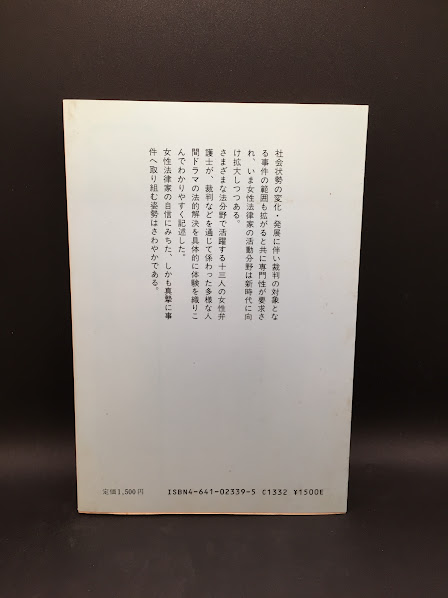 社会状勢の変化・発展に伴い裁判の対象とな
る事件の範囲も拡がると共に専門性が要求さ
れ、いま女性法律家の活動分野は新時代に向
け拡大しつつある。
さまざまな法分野で活躍する十三人の女性弁
護士が、裁判などを通じて係わった多様な人
間ドラマの法的解決を具体的に体験を織りこ
んでわかりやすく記述した。
女性法律家の自信にみちた、しかも真摯に事
件へ取り組む姿勢はさわやかである。
定価1,500円
ISBN4-641-02339-5 C1332 ¥1500E